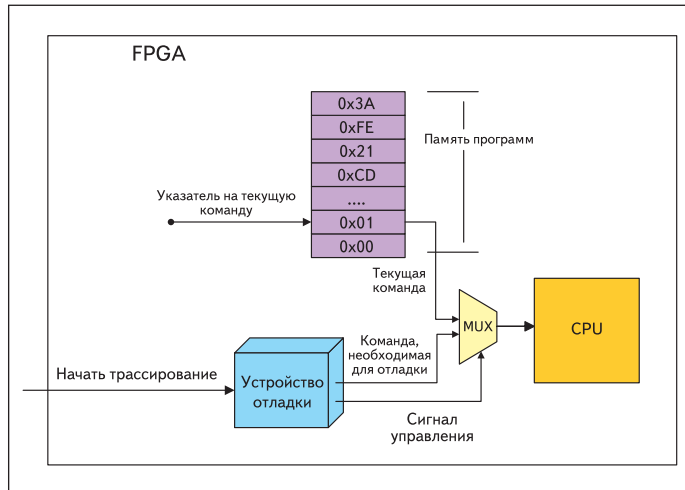 FPGA
0x3A
0xFE
0x21
0xCD
....
0x01
0x00
Память программ
Указатель на текущую
команду
Текущая
команда
MUX
CPU
Команда,
необходимая
для отладки
Начать трассирование
Устройство
отладки
Сигнал
управления